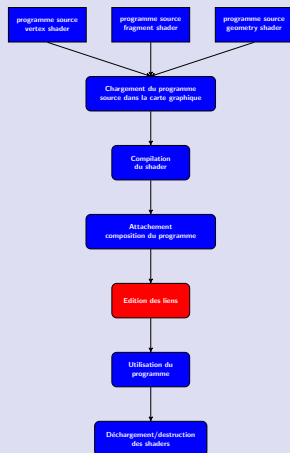 programme source
vertex shader
programme source
fragment shader
programme source
geometry shader
Chargement du programme
source dans la carte graphique
Compilation
du shader
Attachement
composition du programme
Edition des liens
Utilisation du
programme
Déchargement/destruction
des shaders